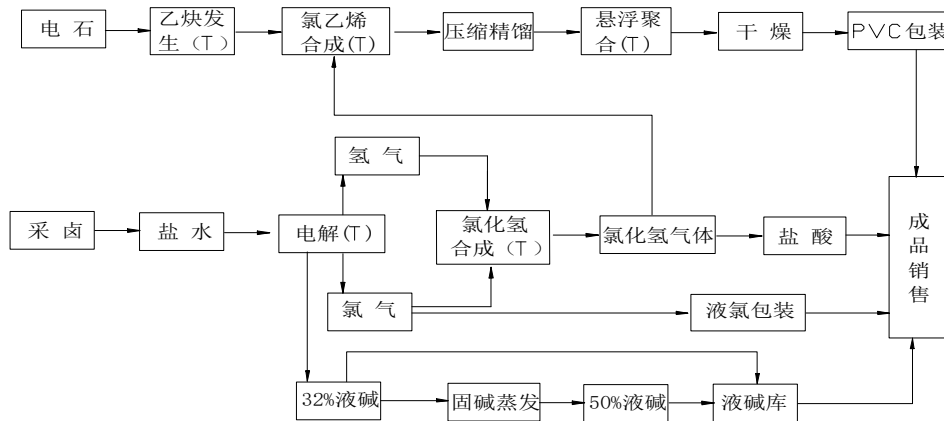 电 石
乙炔发
生（T）
氯乙烯
合成(T)
压缩精馏
悬浮聚
合(T)
干 燥
PVC包装
氢 气
采 卤
盐 水
电解(T)
氯化氢
合成（T）
氯化氢气体
盐 酸
成
品
销
售
氯 气
液氯包装
32%液碱
固碱蒸发
50%液碱
液碱库